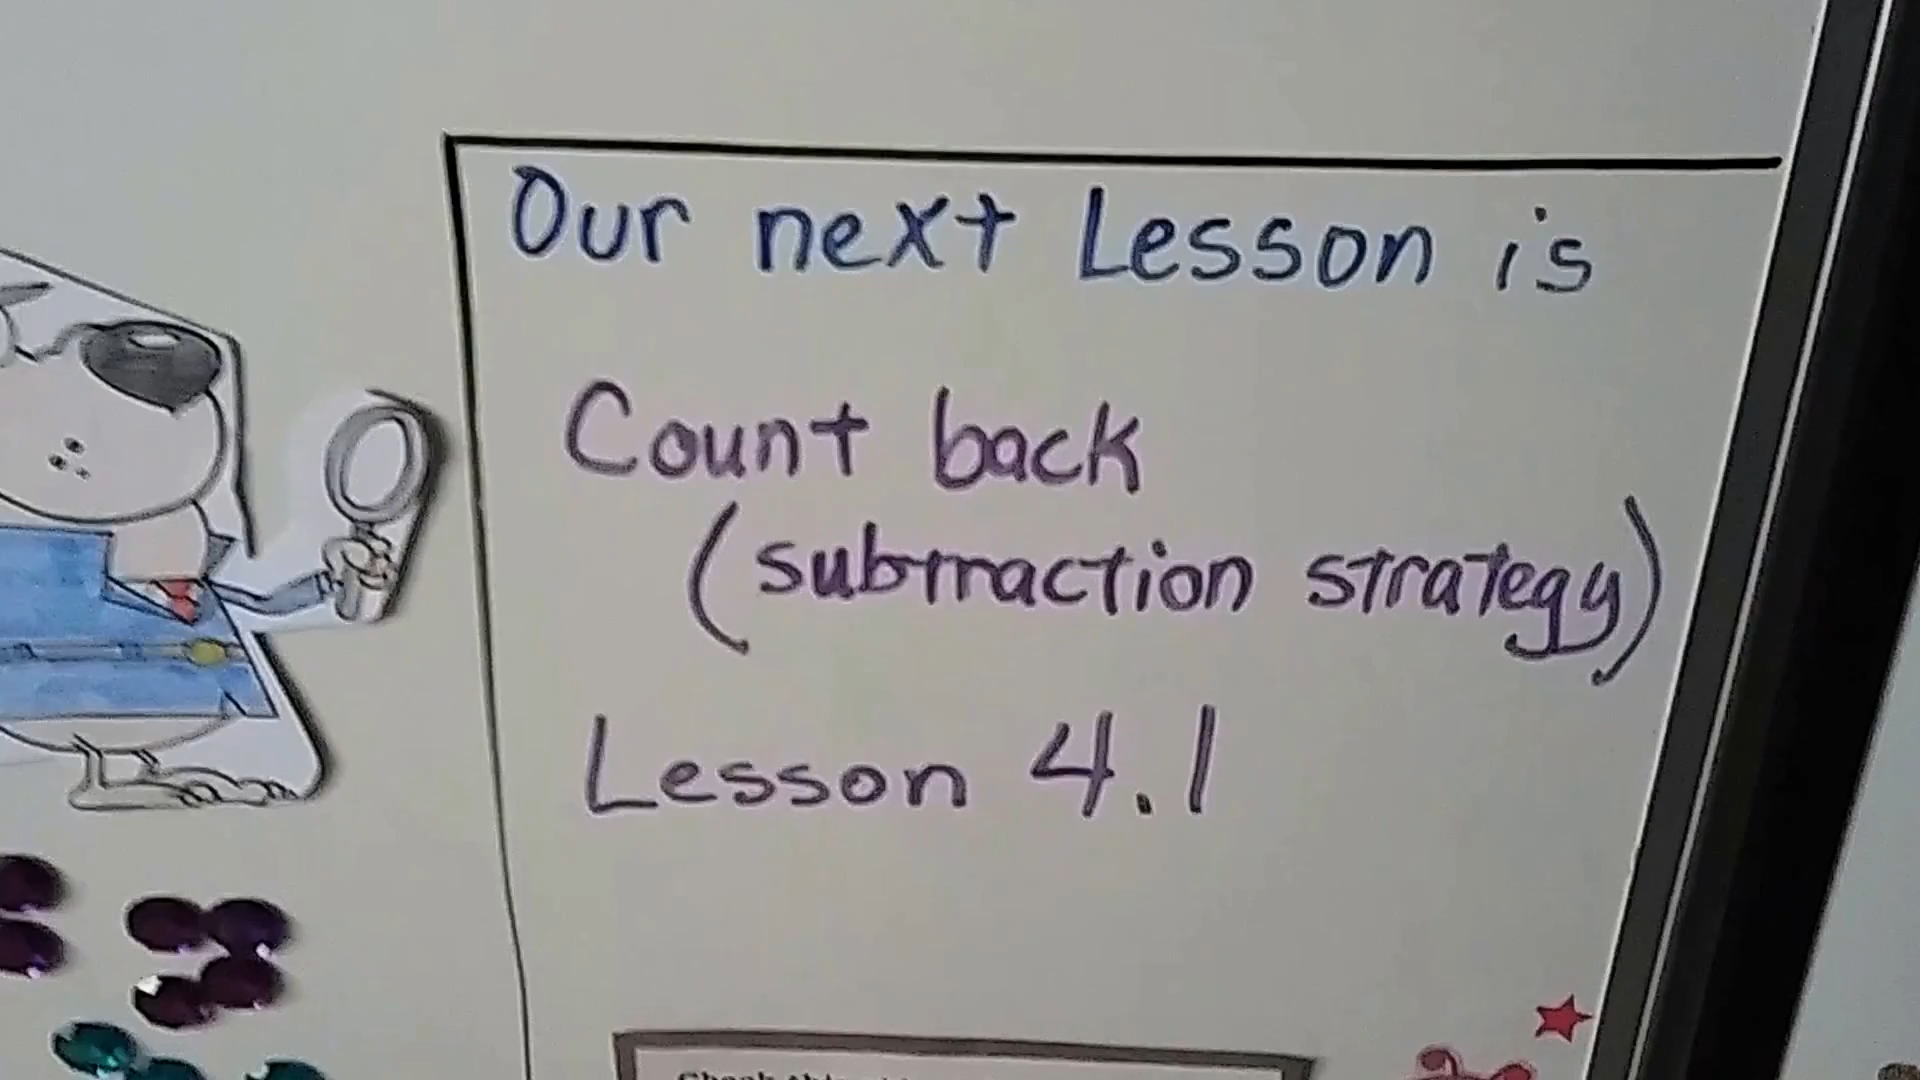 Our next Lesson is
Count back
(subtraction strategy)
Lesson 4.1